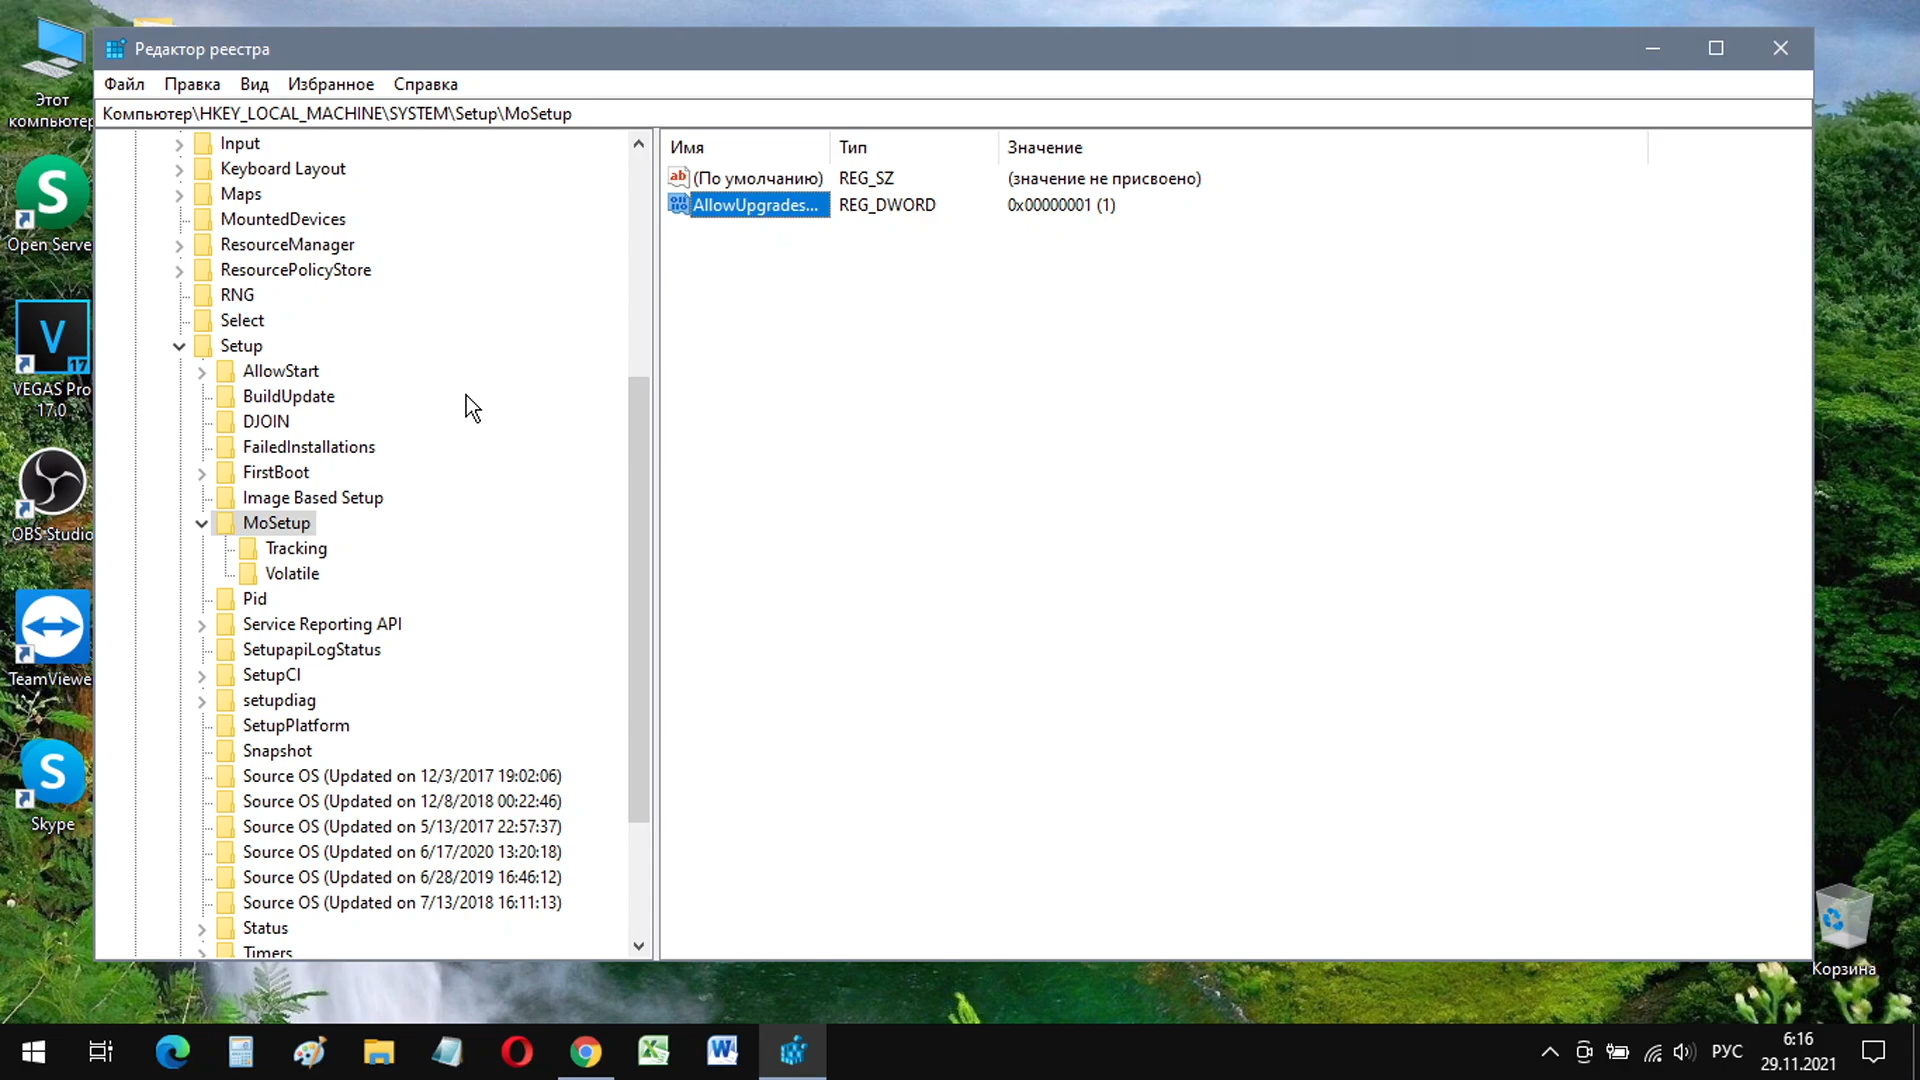 Редактор реестра
Файл Правка Вид Избранное Справка
Компьютер\HKEY_LOCAL_MACHINE\SYSTEM\Setup\MoSetup
Input
Keyboard Layout
Maps
MountedDevices
ResourceManager
ResourcePolicyStore
RNG
Select
Setup
AllowStart
BuildUpdate
DJOIN
FailedInstallations
FirstBoot
Image Based Setup
MoSetup
Tracking
Volatile
Pid
Service Reporting API
SetupapiLogStatus
SetupCI
setupdiag
SetupPlatform
Snapshot
Source OS (Updated on 12/3/2017 19:02:06)
Source OS (Updated on 12/8/2018 00:22:46)
Source OS (Updated on 5/13/2017 22:57:37)
Source OS (Updated on 6/17/2020 13:20:18)
Source OS (Updated on 6/28/2019 16:46:12)
Source OS (Updated on 7/13/2018 16:11:13)
Status
Timers
Имя Тип Значение
(По умолчанию) REG_SZ (значение не присвоено)
AllowUpgrades... REG_DWORD 0x00000001 (1)
Этот
компьютер
Open Serve
VEGAS Pro
17.0
OBS Studio
TeamViewe
Skype
Корзина
РУС
6:16
29.11.2021